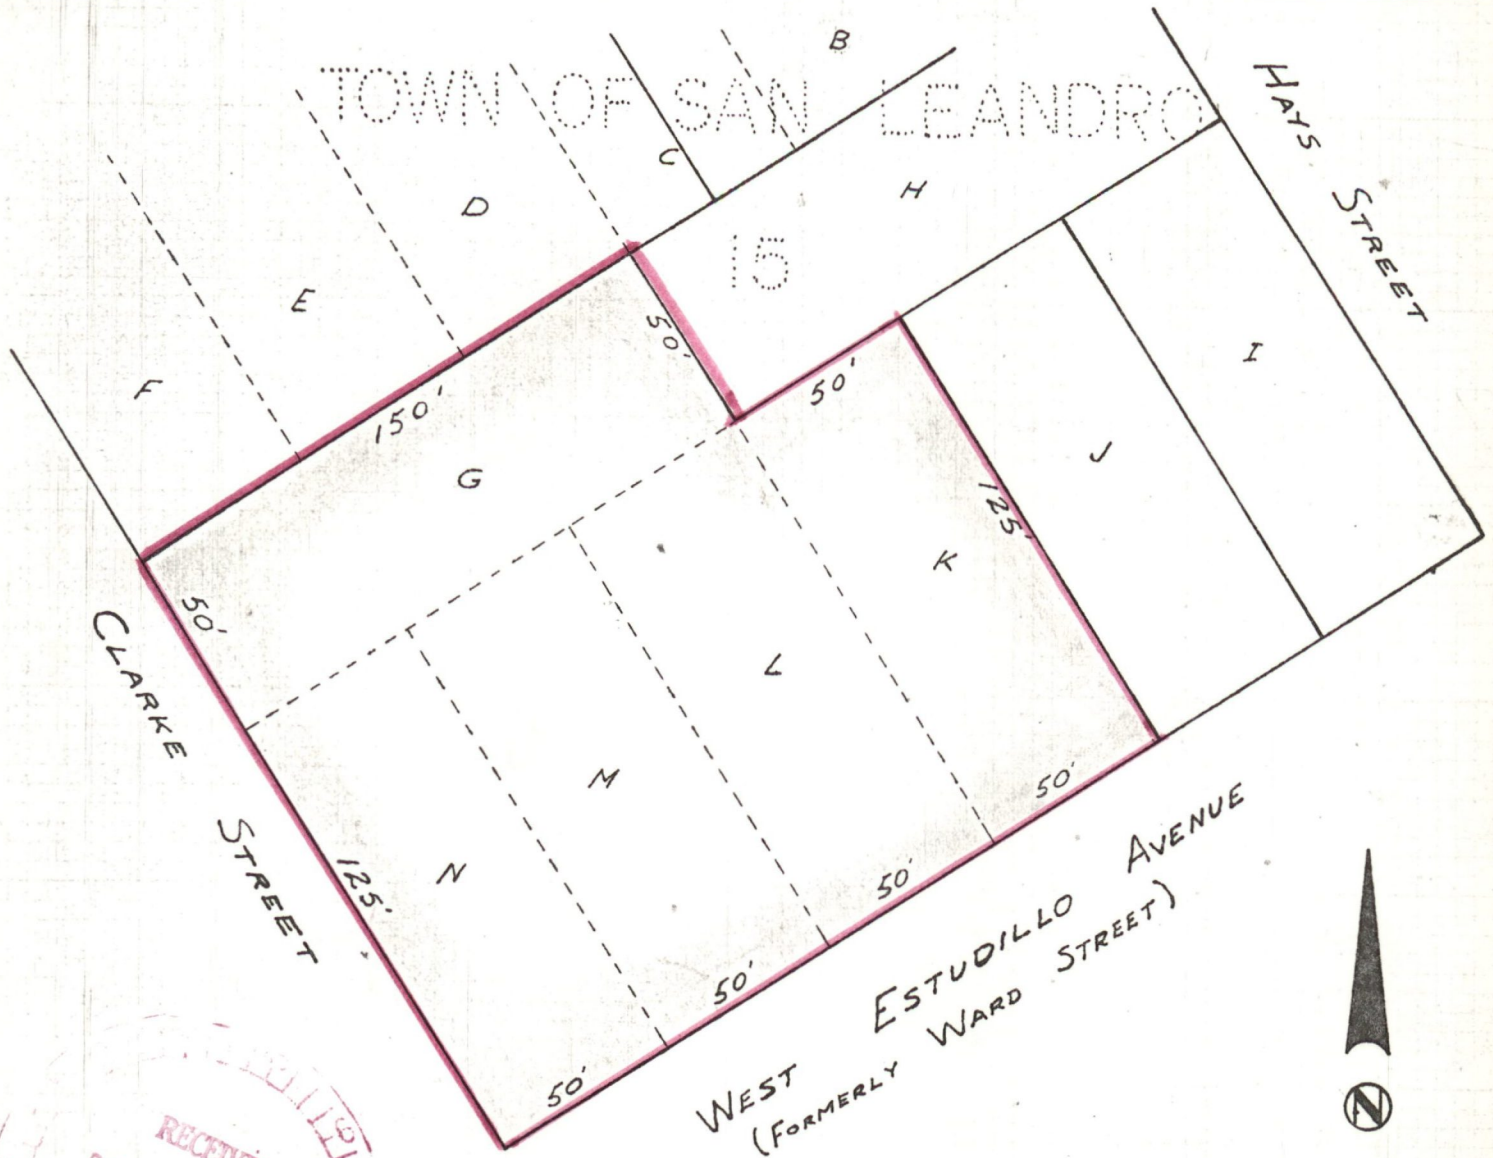 B
TOWN OF SAN LEANDRO
HAYS STREET
C
H
D
15
E
50'
F
I
50'
150'
J
G
125'
K
50'
CLARKE STREET
L
M
50'
N
125'
50'
50'
50'
WEST ESTUDILLO AVENUE
(FORMERLY WARD STREET)
N